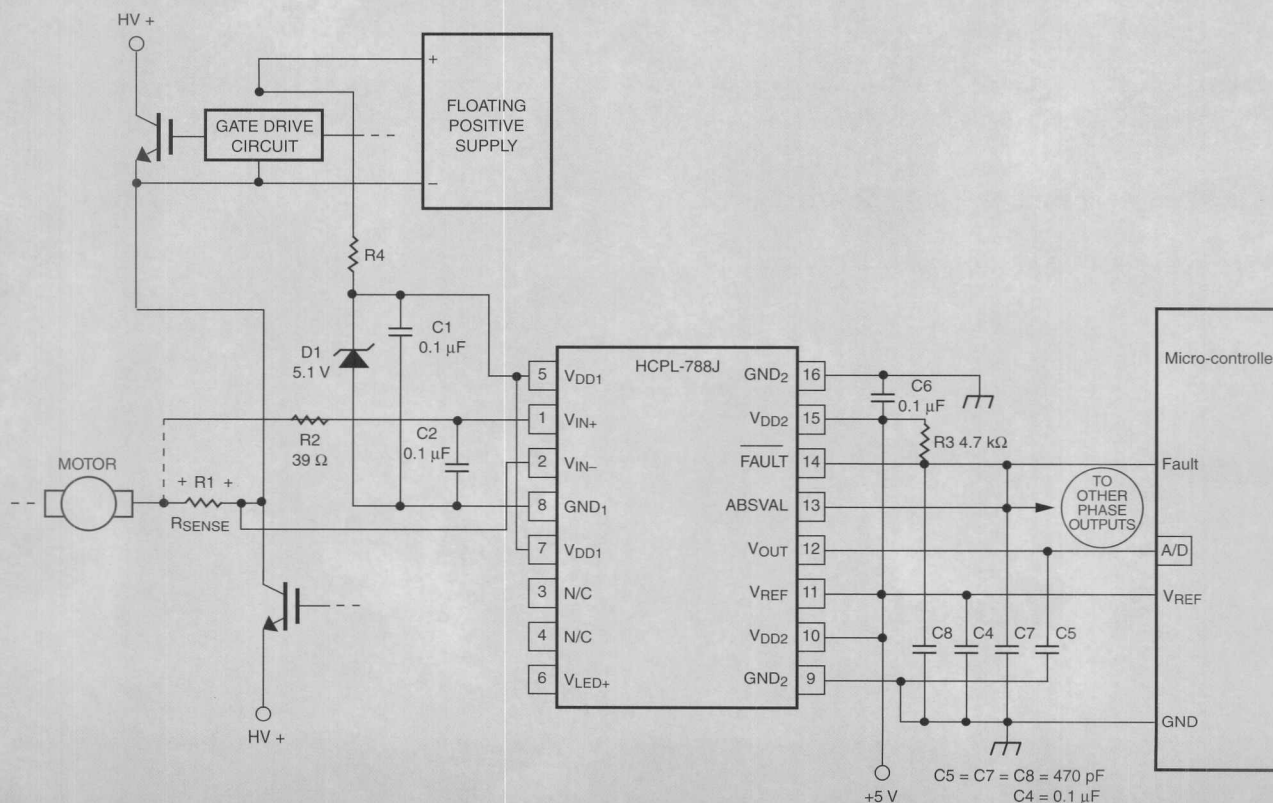 HV +
+
FLOATING
POSITIVE
SUPPLY
–
GATE DRIVE
CIRCUIT
R4
C1
0.1 µF
D1
5.1 V
R2
39 Ω
C2
0.1 µF
MOTOR
+ R1 +
RSENSE
HV +
HCPL-788J
5 VDD1
1 VIN+
2 VIN–
8 GND1
7 VDD1
3 N/C
4 N/C
6 VLED+
GND2 16
VDD2 15
FAULT 14
ABSVAL 13
VOUT 12
VREF 11
VDD2 10
GND2 9
C6
0.1 µF
R3 4.7 kΩ
TO
OTHER
PHASE
OUTPUTS
C8
C4
C7
C5
Micro-controlle
Fault
A/D
VREF
GND
+5 V
C5 = C7 = C8 = 470 pF
C4 = 0.1 µF